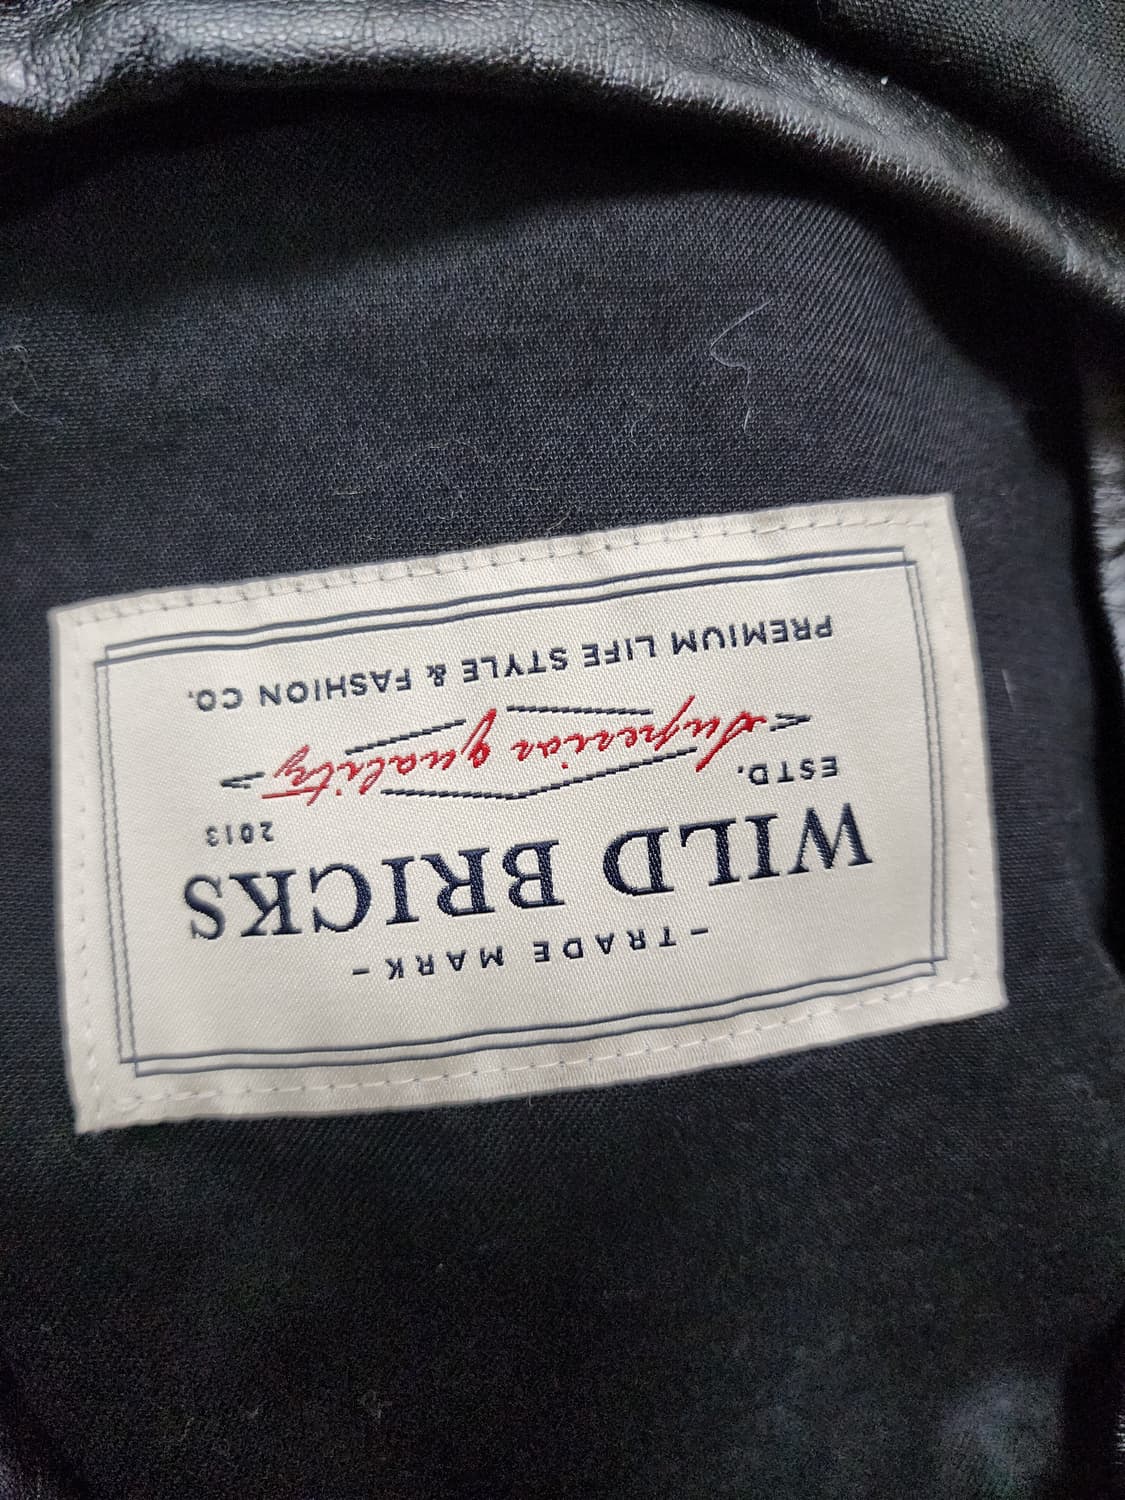 - TRADE MARK -
WILD BRICKS
ESTD. 2013
Superior quality
PREMIUM LIFE STYLE & FASHION CO.